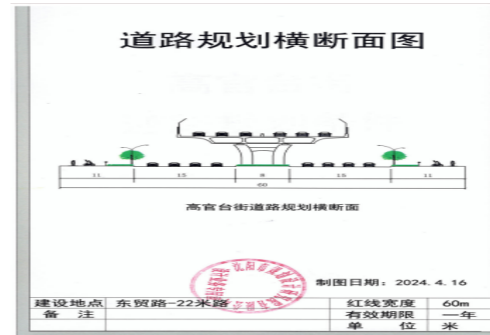 道路规划横断面图
11 15 8 15 11
60
高官台街道路规划横断面
制图日期：2024.4.16
建设地点 东贸路-22米路 红线宽度 60m
备 注 有效期限 一年
单 位 米